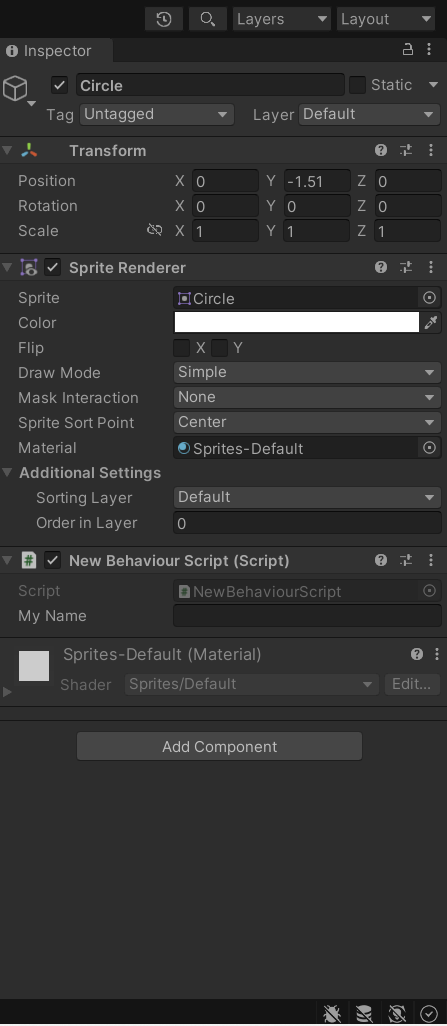 Layers Layout
Inspector
Circle Static
Tag Untagged Layer Default
Transform
Position X 0 Y -1.51 Z 0
Rotation X 0 Y 0 Z 0
Scale X 1 Y 1 Z 1
Sprite Renderer
Sprite Circle
Color
Flip X Y
Draw Mode Simple
Mask Interaction None
Sprite Sort Point Center
Material Sprites-Default
Additional Settings
Sorting Layer Default
Order in Layer 0
# New Behaviour Script (Script)
Script # NewBehaviourScript
My Name
Sprites-Default (Material)
Shader Sprites/Default Edit...
Add Component